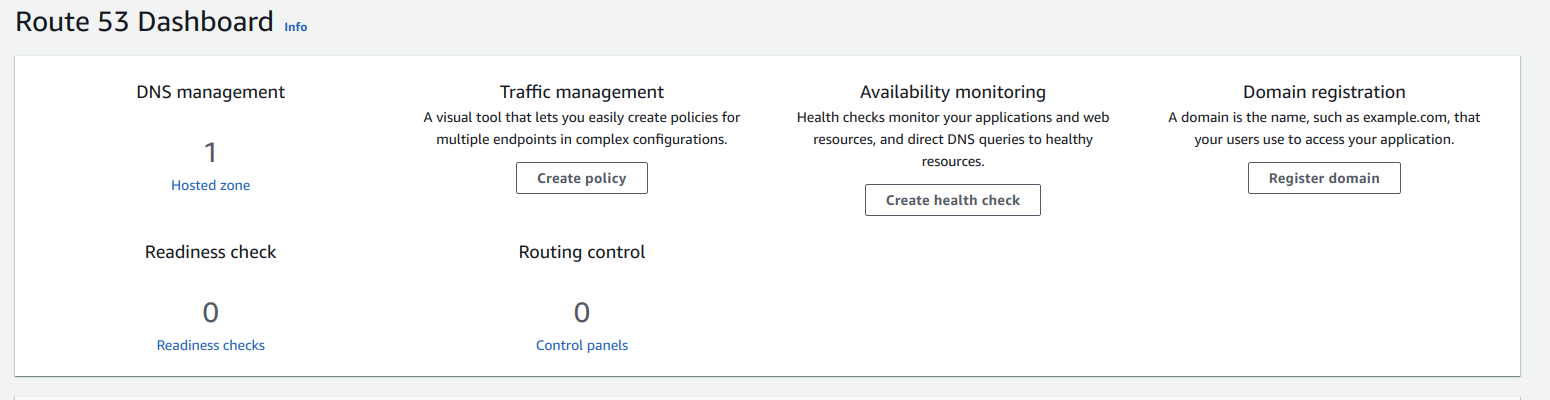 Route 53 Dashboard Info
DNS management
1
Hosted zone
Traffic management
A visual tool that lets you easily create policies for
multiple endpoints in complex configurations.
Create policy
Availability monitoring
Health checks monitor your applications and web
resources, and direct DNS queries to healthy
resources.
Create health check
Domain registration
A domain is the name, such as example.com, that
your users use to access your application.
Register domain
Readiness check
0
Readiness checks
Routing control
0
Control panels